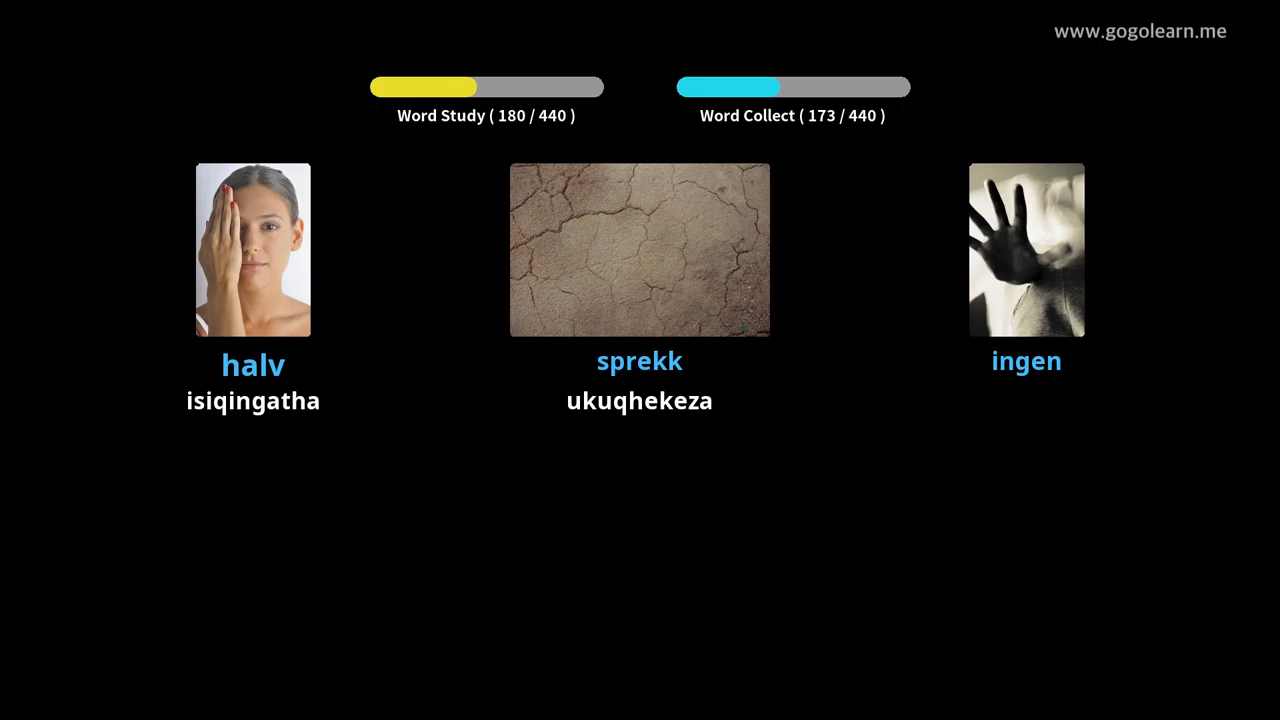 www.gogolearn.me
Word Study ( 180 / 440 )
Word Collect ( 173 / 440 )
halv
sprekk
ingen
isiqingatha
ukuqhekeza